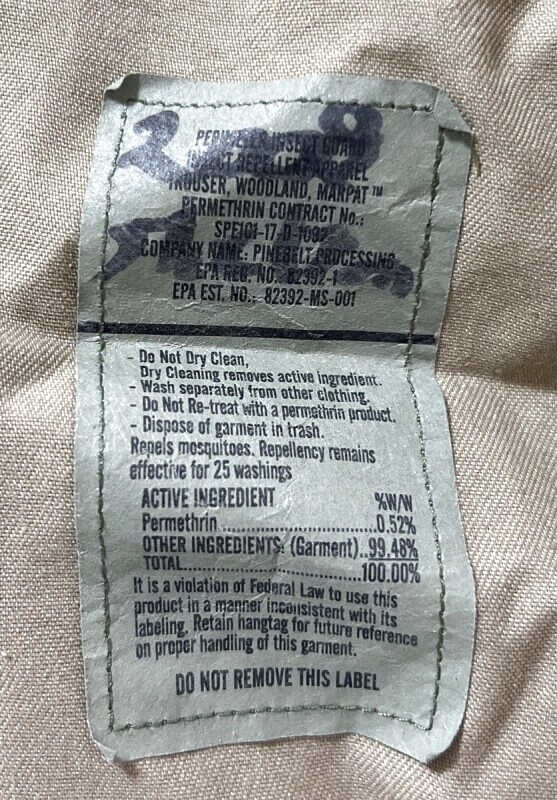 PERIMETER INSECT GUARD
INSECT REPELLENT APPAREL
TROUSER, WOODLAND, MARPAT™
PERMETHRIN CONTRACT No.:
SPE1C1-17-D-1092
COMPANY NAME: PINEBELT PROCESSING
EPA REG. NO. 82392-1
EPA EST. NO.: 82392-MS-001
- Do Not Dry Clean,
Dry Cleaning removes active ingredient.
- Wash separately from other clothing.
- Do Not Re-treat with a permethrin product.
- Dispose of garment in trash.
Repels mosquitoes. Repellency remains
effective for 25 washings
ACTIVE INGREDIENT %W/W
Permethrin..........................0.52%
OTHER INGREDIENTS: (Garment)..99.48%
TOTAL..............................100.00%
It is a violation of Federal Law to use this
product in a manner inconsistent with its
labeling. Retain hangtag for future reference
on proper handling of this garment.
DO NOT REMOVE THIS LABEL